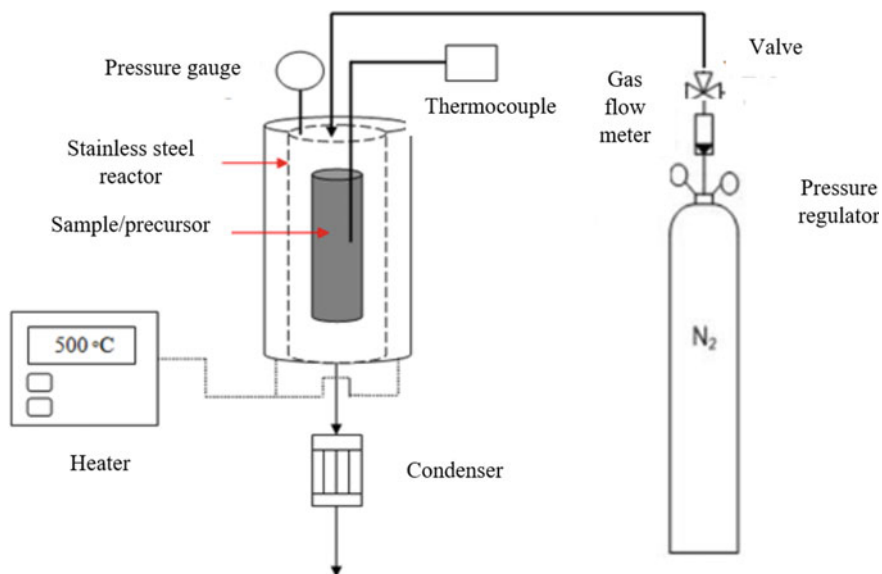 Valve
Pressure gauge
Gas
flow
meter
Thermocouple
Stainless steel
reactor
Pressure
regulator
Sample/precursor
N2
500 °C
Heater
Condenser